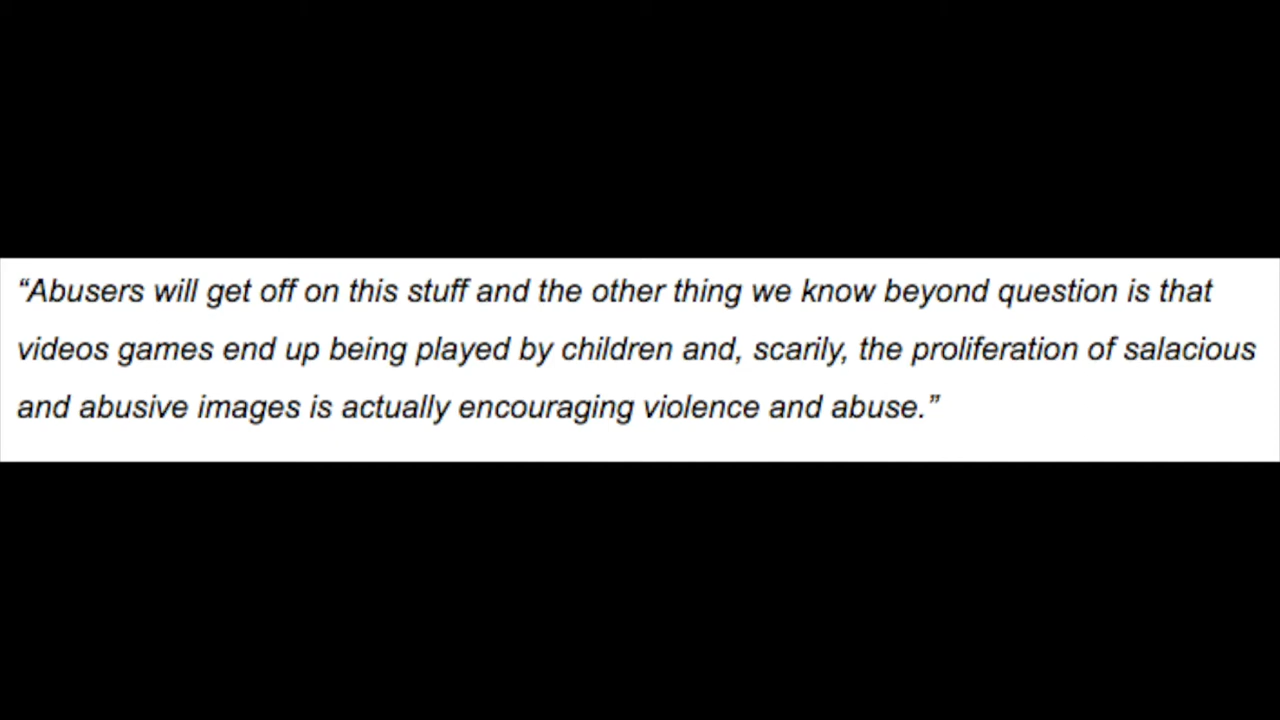 “Abusers will get off on this stuff and the other thing we know beyond question is that
videos games end up being played by children and, scarily, the proliferation of salacious
and abusive images is actually encouraging violence and abuse.”